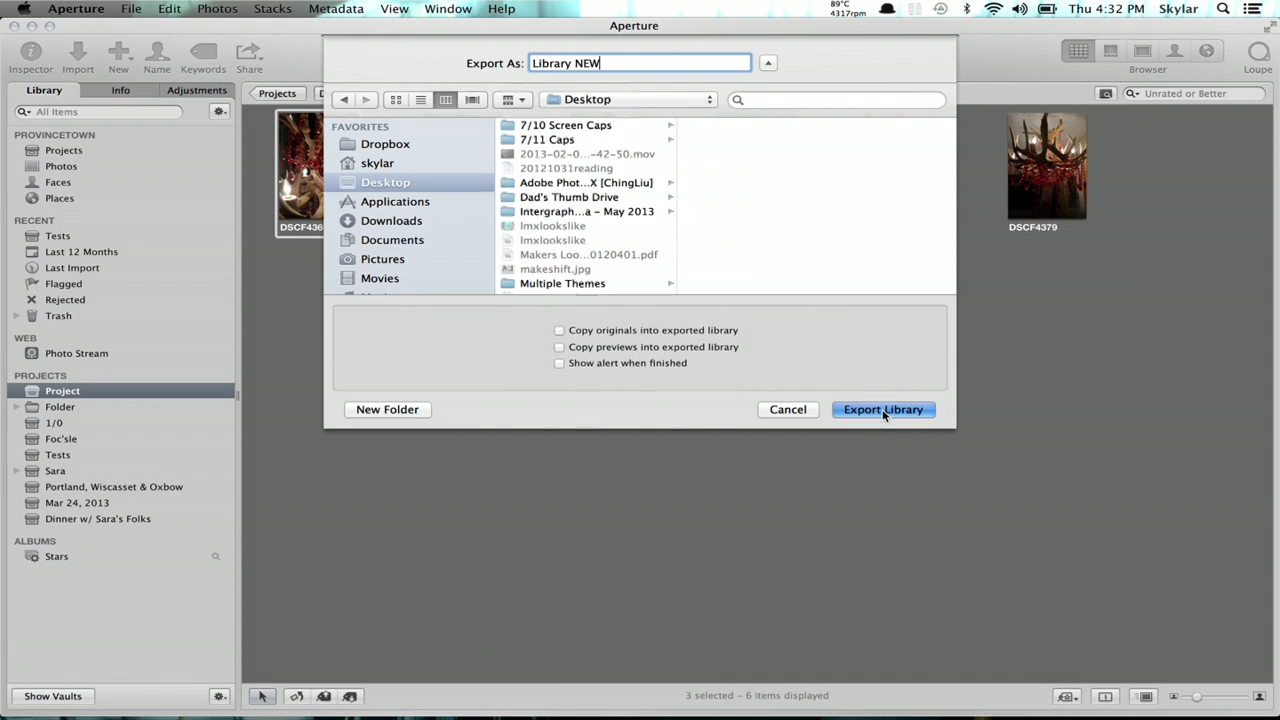 Aperture File Edit Photos Stacks Metadata View Window Help 89°C 4317rpm Thu 4:32 PM Skylar
Aperture
Inspector Import New Name Keywords Share
Browser Loupe
Export As: Library NEW
Library Info Adjustments
Projects
Unrated or Better
All Items
Desktop
PROVINCETOWN
Projects
Photos
Faces
Places
RECENT
Tests
Last 12 Months
Last Import
Flagged
Rejected
Trash
WEB
Photo Stream
PROJECTS
Project
Folder
1/0
Foc'sle
Tests
Sara
Portland, Wiscasset & Oxbow
Mar 24, 2013
Dinner w/ Sara's Folks
ALBUMS
Stars
Show Vaults
FAVORITES
Dropbox
skylar
Desktop
Applications
Downloads
Documents
Pictures
Movies
7/10 Screen Caps
7/11 Caps
2013-02-0...-42-50.mov
20121031reading
Adobe Phot...X [ChingLiu]
Dad's Thumb Drive
Intergraph...a - May 2013
lmxlookslike
lmxlookslike
Makers Loo...0120401.pdf
makeshift.jpg
Multiple Themes
Copy originals into exported library
Copy previews into exported library
Show alert when finished
New Folder Cancel Export Library
DSCF436
DSCF4379
3 selected - 6 items displayed